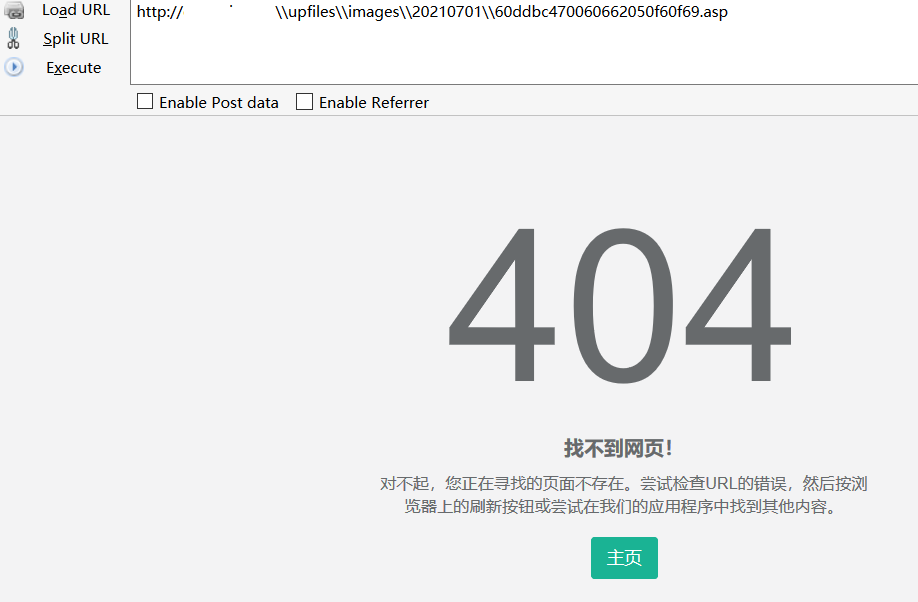 Load URL
http:// \\upfiles\\images\\20210701\\60ddbc470060662050f60f69.asp
Split URL
Execute
Enable Post data
Enable Referrer
404
找不到网页！
对不起，您正在寻找的页面不存在。尝试检查URL的错误，然后按浏
览器上的刷新按钮或尝试在我们的应用程序中找到其他内容。
主页